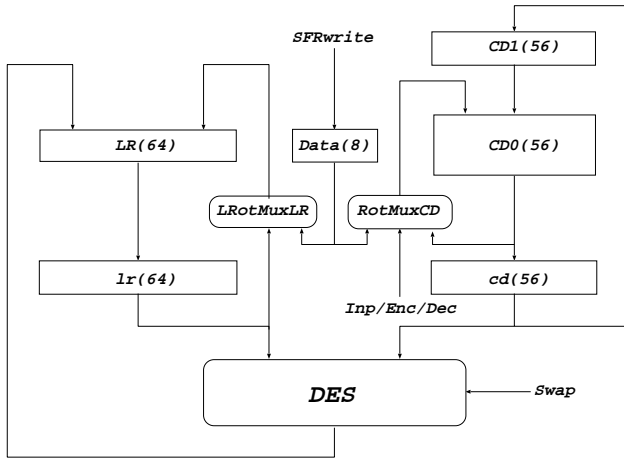 SFRwrite
CD1(56)
LR(64)
Data(8)
CD0(56)
LRotMuxLR
RotMuxCD
lr(64)
cd(56)
Inp/Enc/Dec
DES
Swap